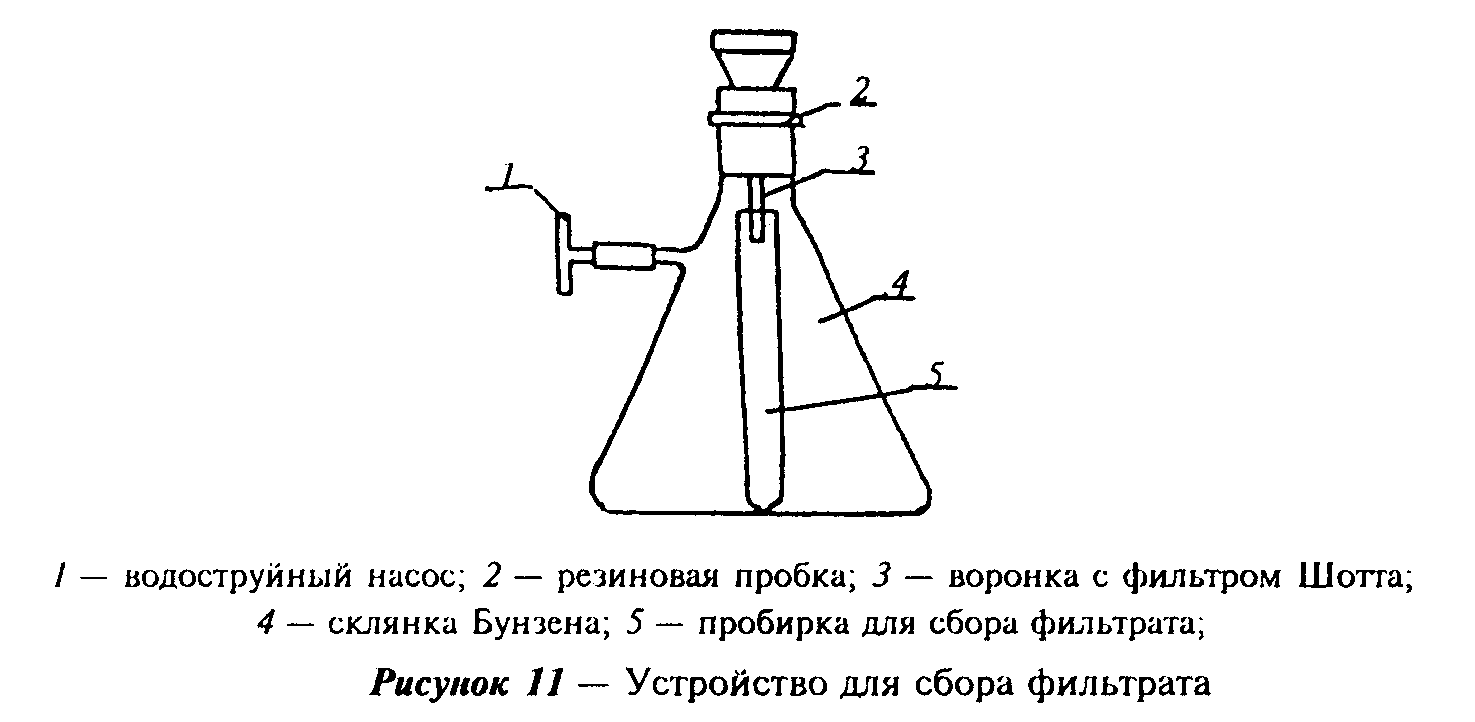 2
3
1
4
5
1 — водоструйный насос; 2 — резиновая пробка; 3 — воронка с фильтром Шотта;
4 — склянка Бунзена; 5 — пробирка для сбора фильтрата;
Рисунок 11 — Устройство для сбора фильтрата